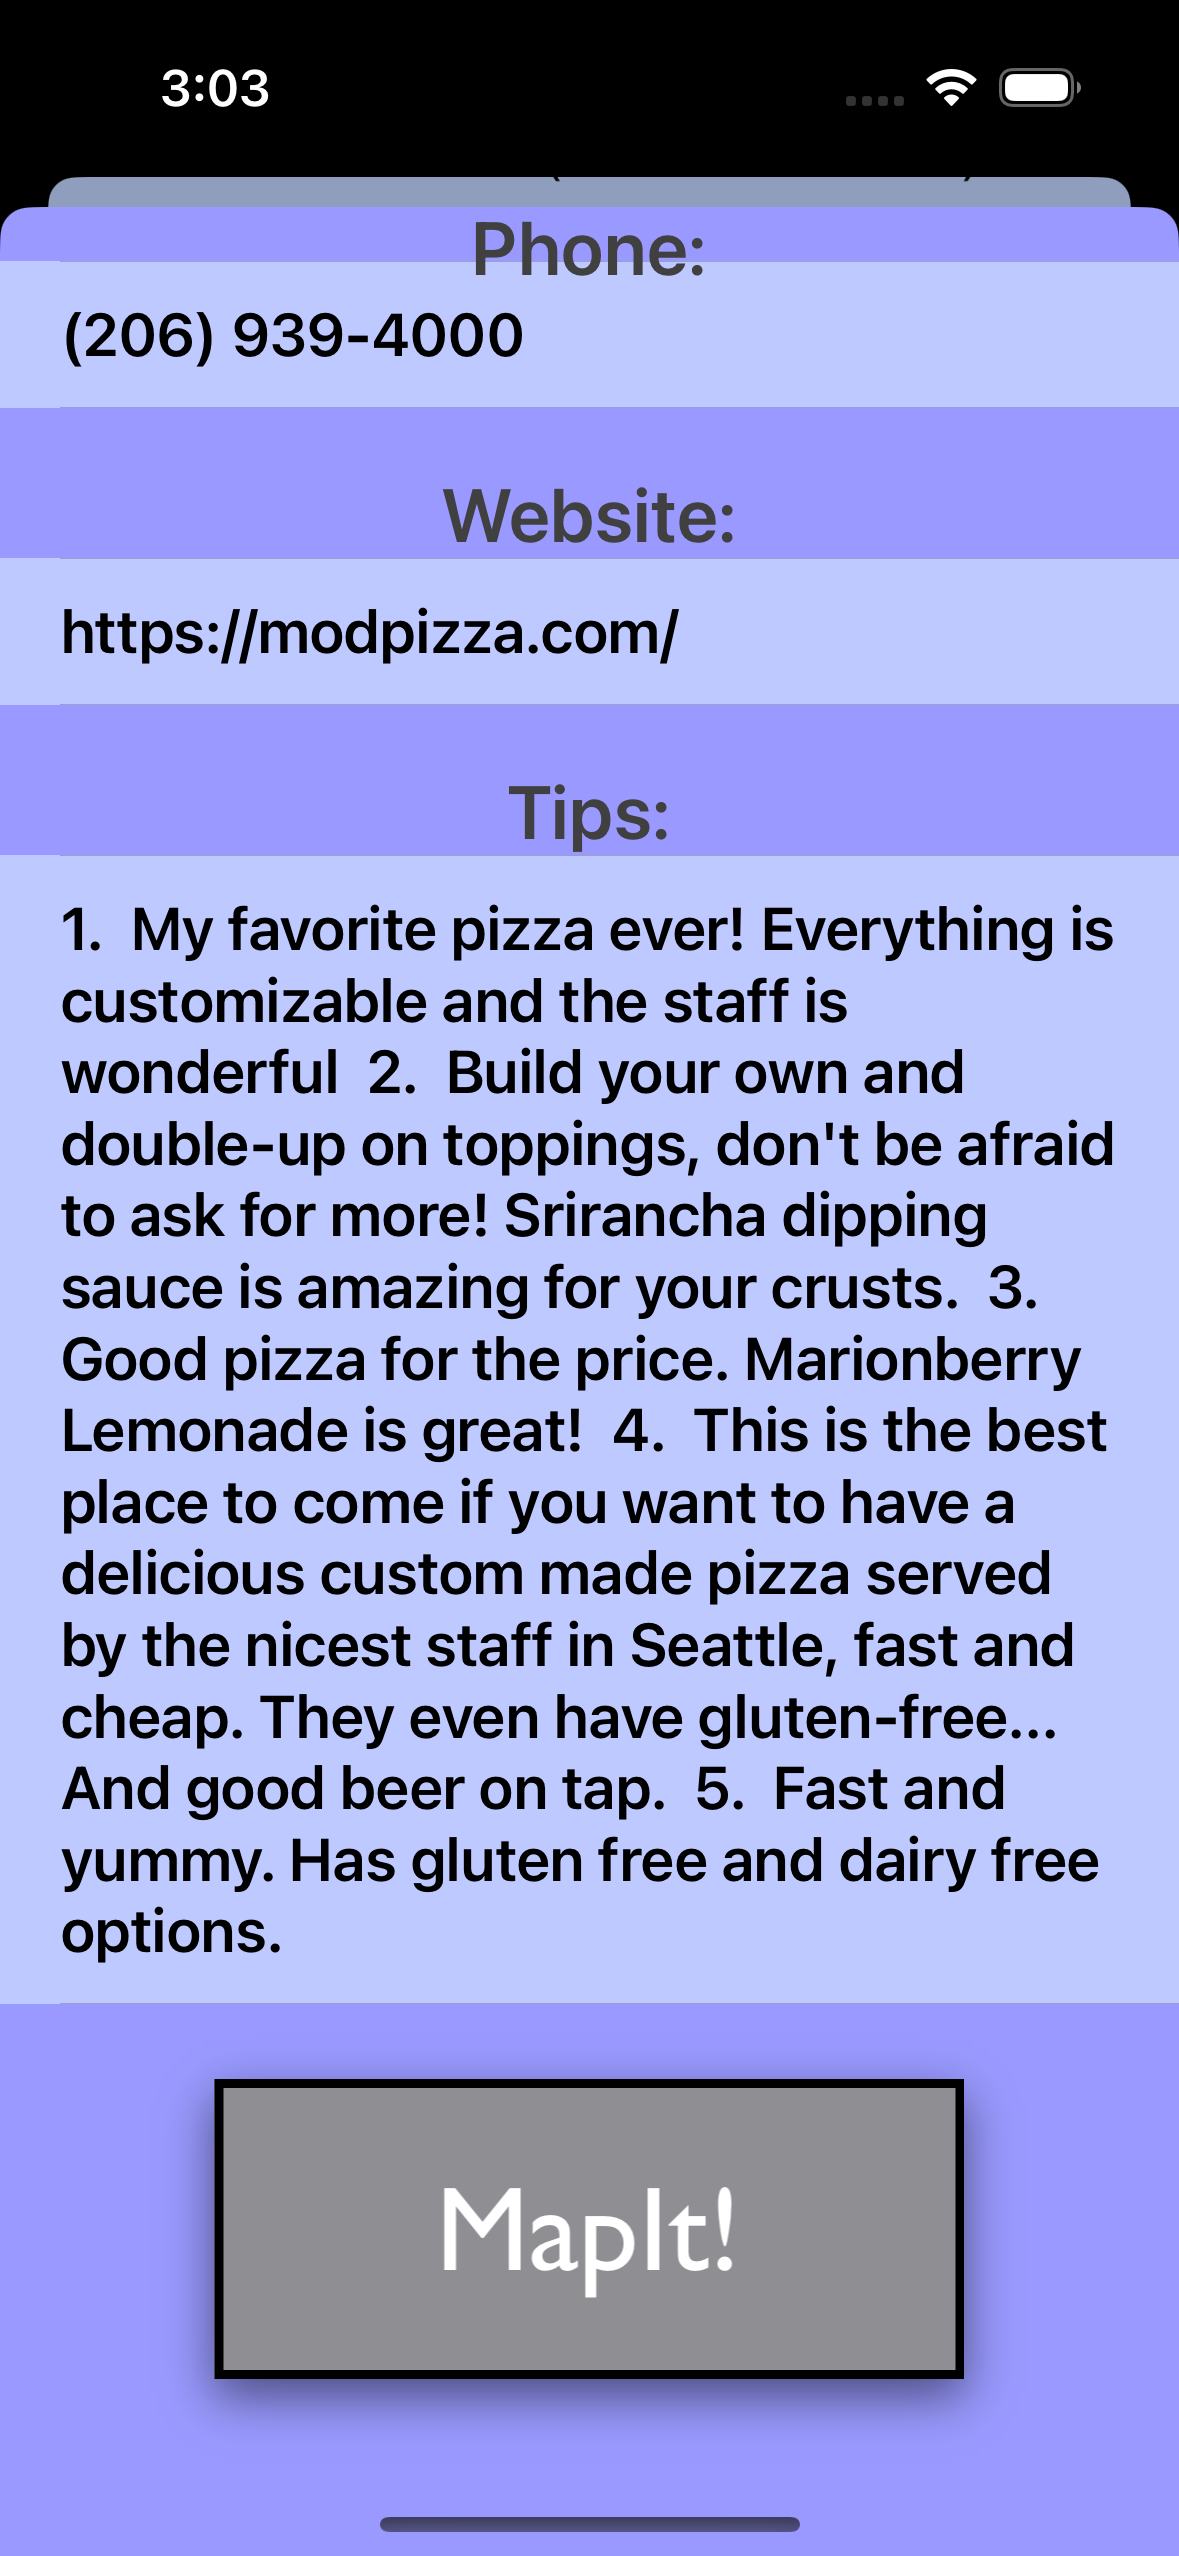 3:03
Phone:
(206) 939-4000
Website:
https://modpizza.com/
Tips:
1.  My favorite pizza ever! Everything is
customizable and the staff is
wonderful  2.  Build your own and
double-up on toppings, don't be afraid
to ask for more! Srirancha dipping
sauce is amazing for your crusts.  3.
Good pizza for the price. Marionberry
Lemonade is great!  4.  This is the best
place to come if you want to have a
delicious custom made pizza served
by the nicest staff in Seattle, fast and
cheap. They even have gluten-free...
And good beer on tap.  5.  Fast and
yummy. Has gluten free and dairy free
options.
MapIt!